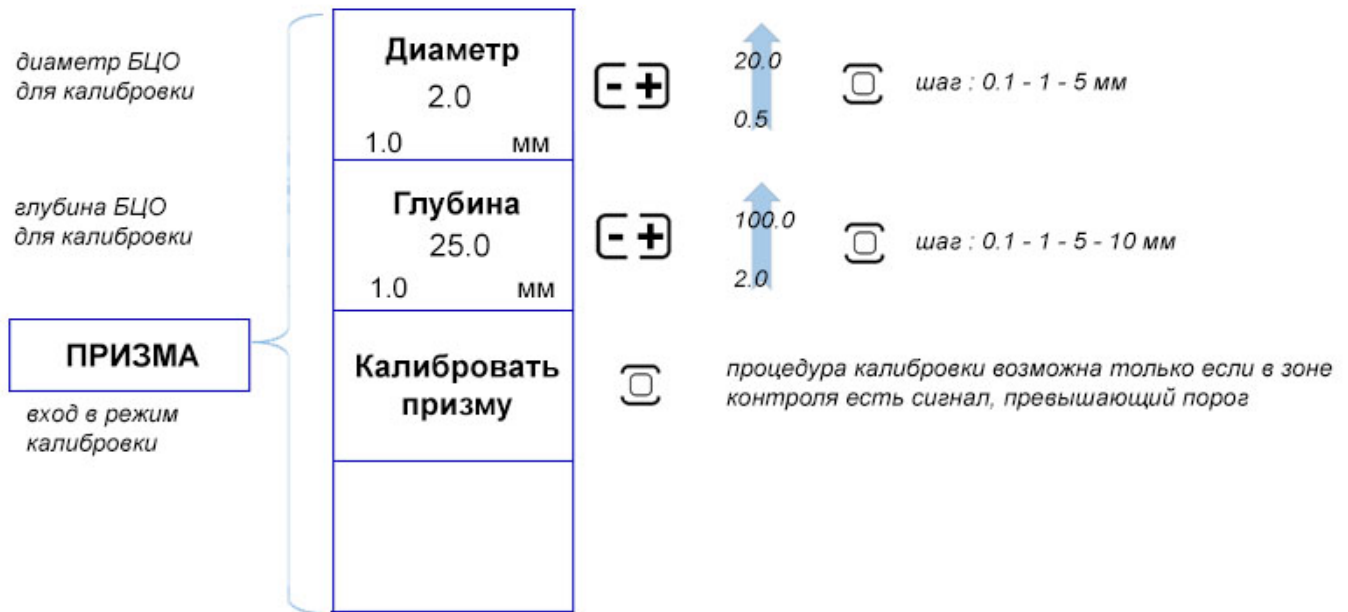 диаметр БЦО
для калибровки
Диаметр
2.0
1.0 мм
- +
20.0
0.5
шаг : 0.1 - 1 - 5 мм
глубина БЦО
для калибровки
Глубина
25.0
1.0 мм
- +
100.0
2.0
шаг : 0.1 - 1 - 5 - 10 мм
ПРИЗМА
вход в режим
калибровки
Калибровать
призму
процедура калибровки возможна только если в зоне
контроля есть сигнал, превышающий порог